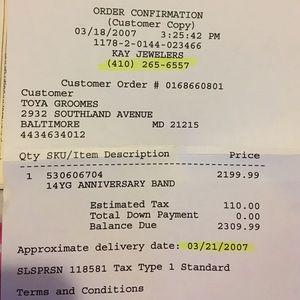 ORDER CONFIRMATION
(Customer Copy)
03/18/2007 3:25:42 PM
1178-2-0144-023466
KAY JEWELERS
(410) 265-6557
Customer Order # 0168660801
Customer
TOYA GROOMES
2932 SOUTHLAND AVENUE
BALTIMORE MD 21215
4434634012
Qty SKU/Item Description Price
1 530606704 2199.99
14YG ANNIVERSARY BAND
Estimated Tax 110.00
Total Down Payment 0.00
Balance Due 2309.99
Approximate delivery date: 03/21/2007
SLSPRSN 118581 Tax Type 1 Standard
Terms and Conditions